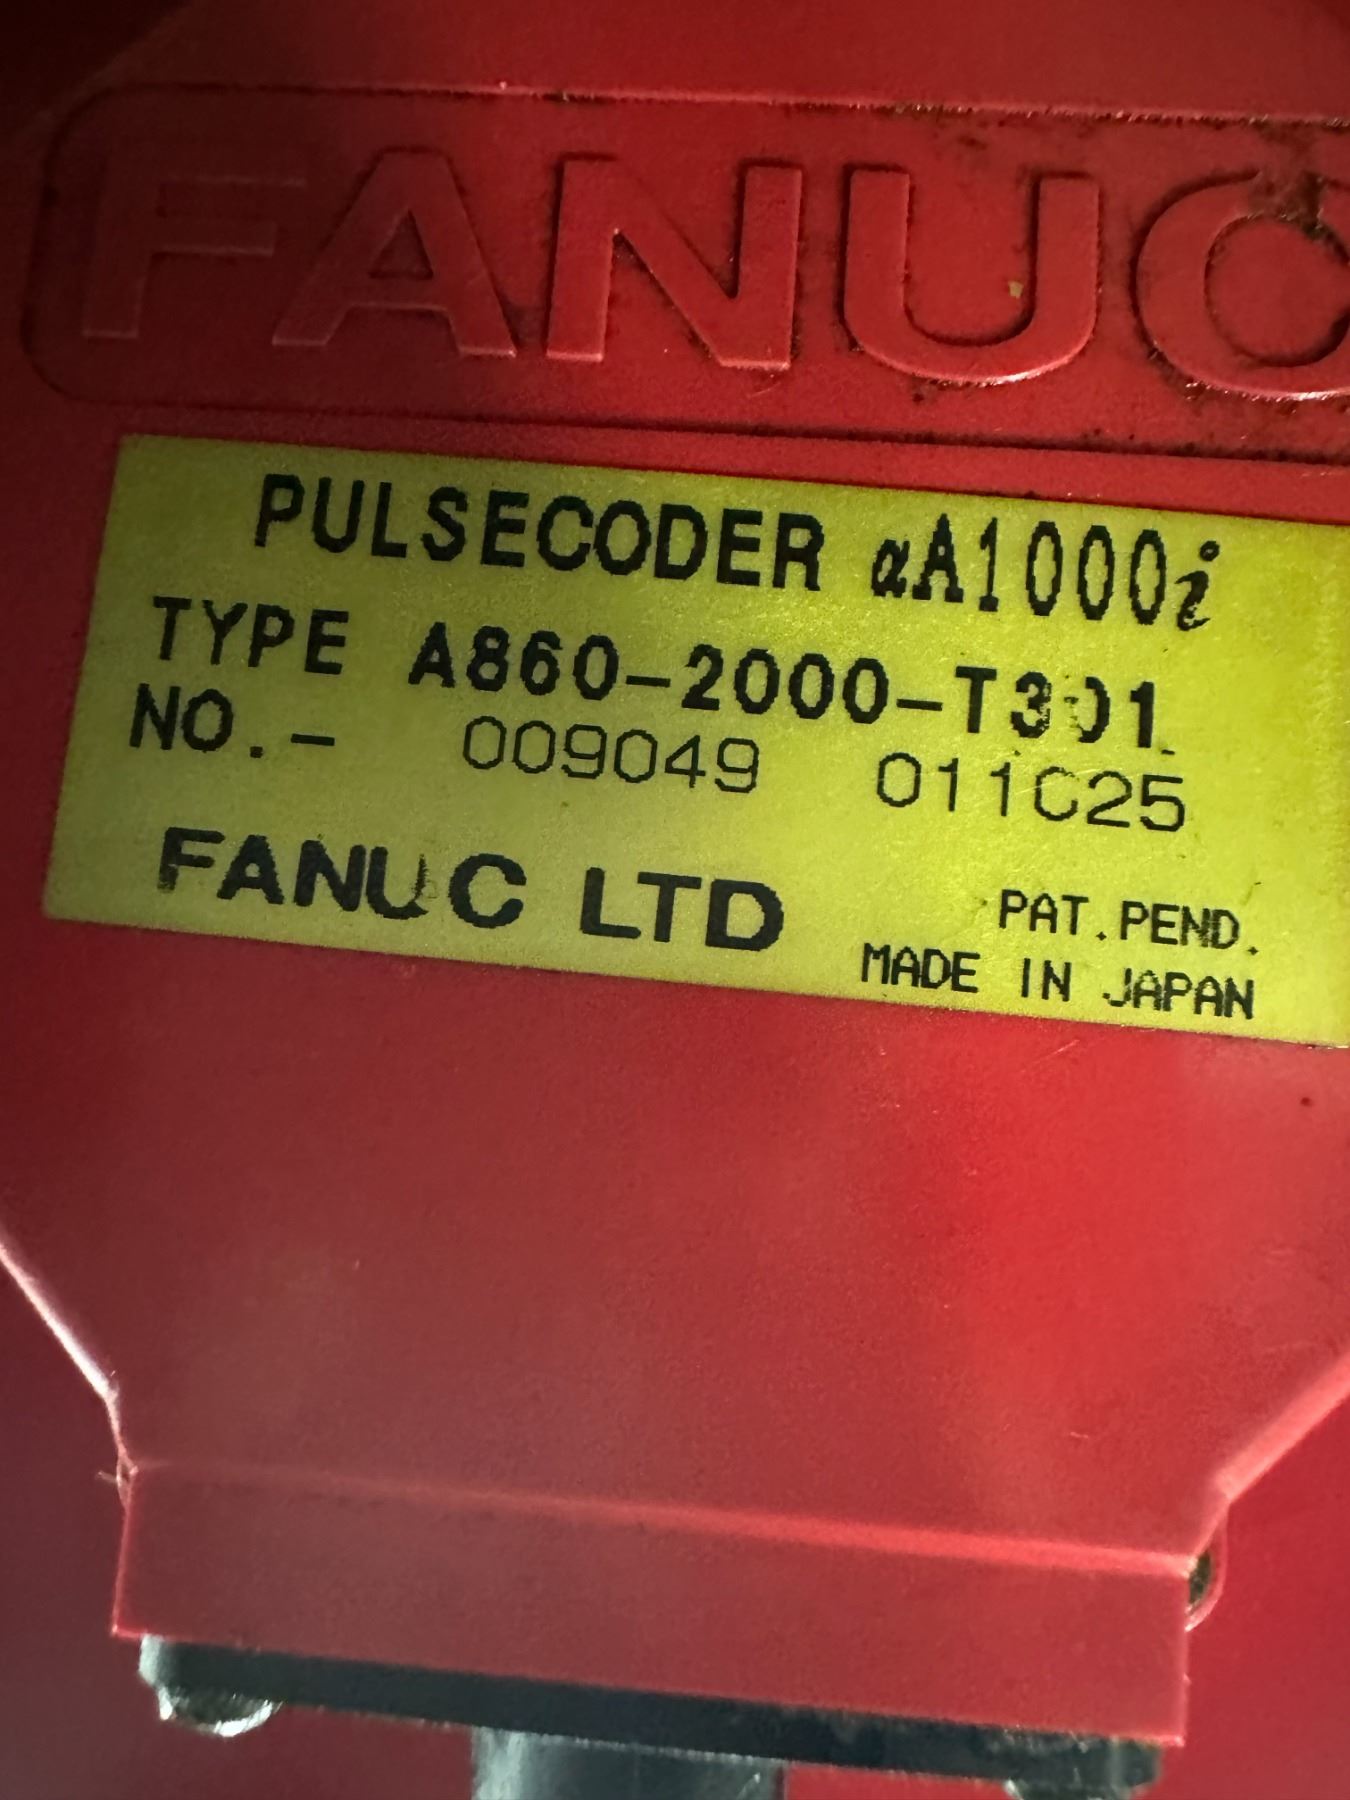 FANUC
PULSECODER αA1000i
TYPE A860-2000-T301
NO.- 009049 011C25
FANUC LTD
PAT.PEND.
MADE IN JAPAN